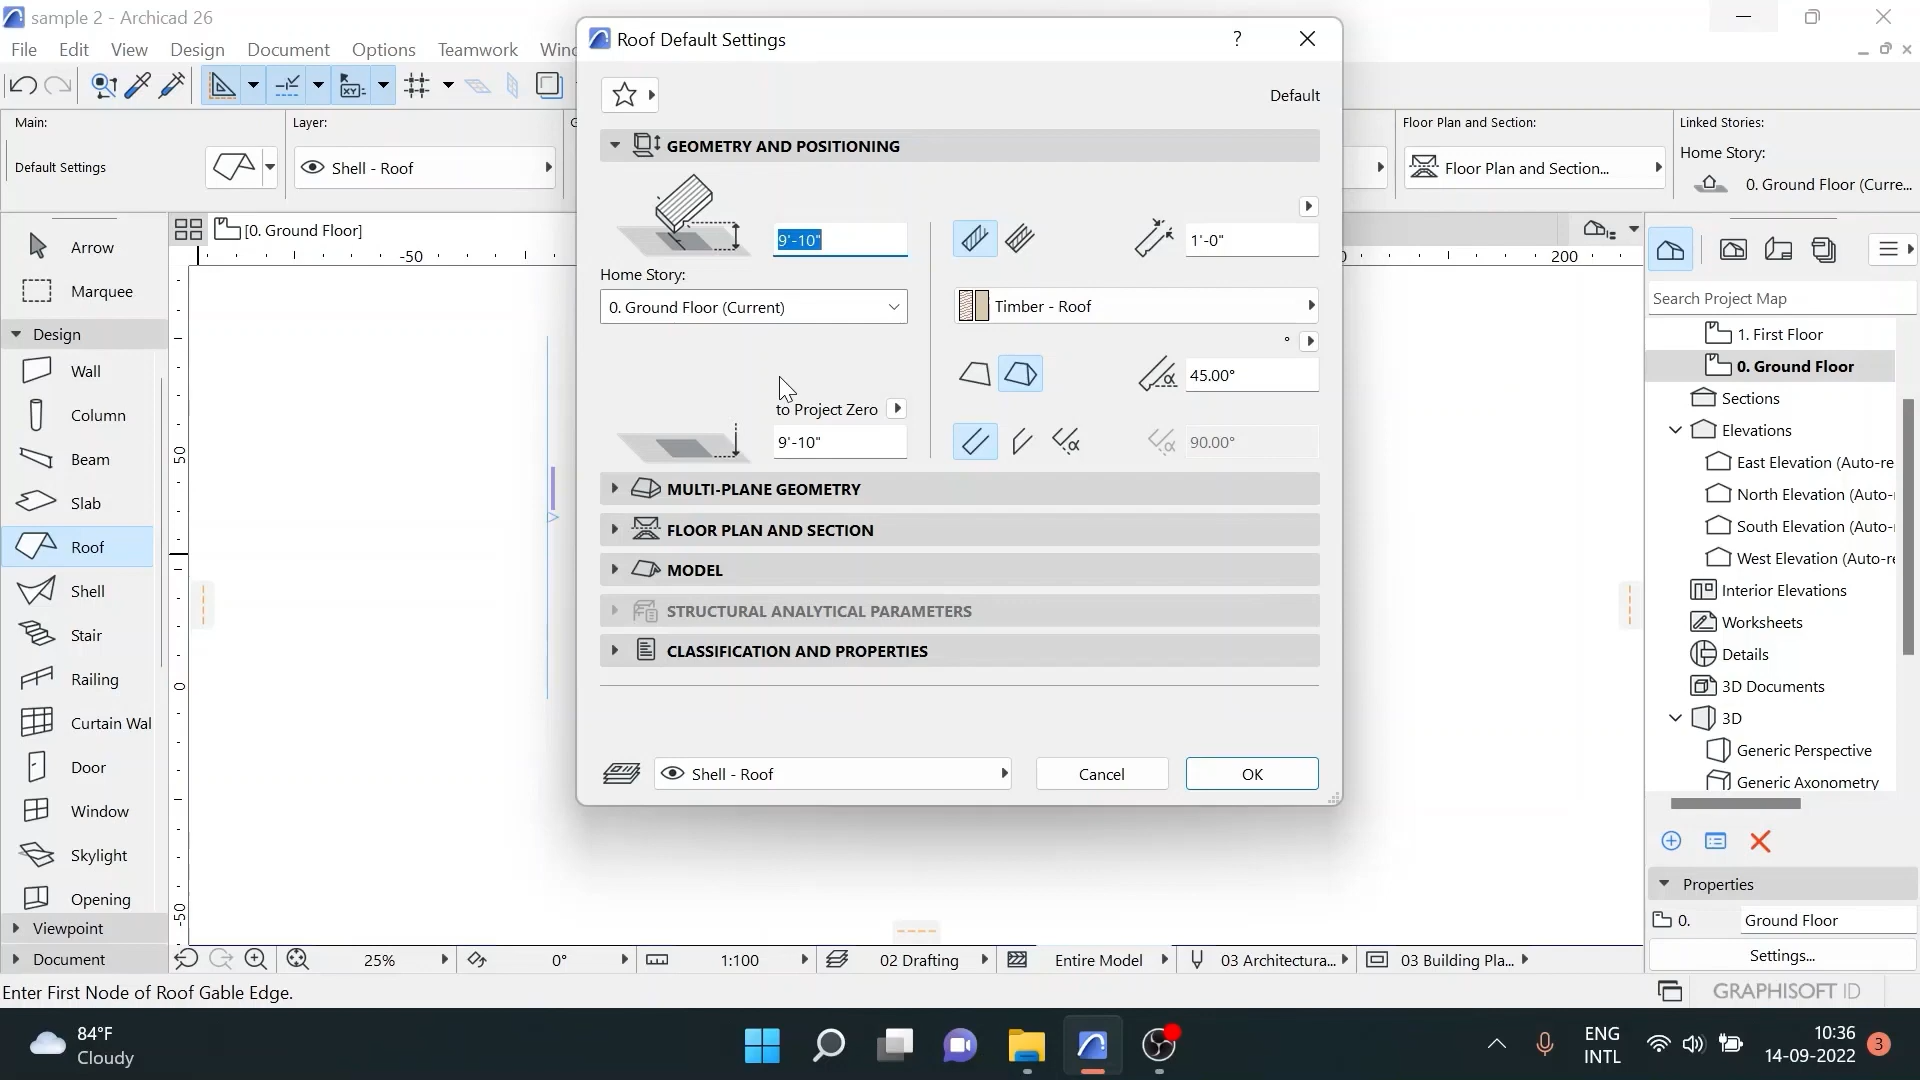 sample 2 - Archicad 26
File Edit View Design Document Options Teamwork Wind
Main:
Default Settings
Layer:
Shell - Roof
Floor Plan and Section:
Floor Plan and Section...
Linked Stories:
Home Story:
0. Ground Floor (Curre...
[0. Ground Floor]
-50
200
50
0
-50
Arrow
Marquee
Design
Wall
Column
Beam
Slab
Roof
Shell
Stair
Railing
Curtain Wal
Door
Window
Skylight
Opening
Viewpoint
Document
Roof Default Settings
?
Default
GEOMETRY AND POSITIONING
9'-10"
Home Story:
0. Ground Floor (Current)
to Project Zero
9'-10"
1'-0"
Timber - Roof
°
45.00°
90.00°
MULTI-PLANE GEOMETRY
FLOOR PLAN AND SECTION
MODEL
STRUCTURAL ANALYTICAL PARAMETERS
CLASSIFICATION AND PROPERTIES
Shell - Roof
Cancel
OK
Search Project Map
1. First Floor
0. Ground Floor
Sections
Elevations
East Elevation (Auto-re
North Elevation (Auto-
South Elevation (Auto-
West Elevation (Auto-re
Interior Elevations
Worksheets
Details
3D Documents
3D
Generic Perspective
Generic Axonometry
Properties
0. Ground Floor
Settings...
25%
0°
1:100
02 Drafting
Entire Model
03 Architectura...
03 Building Pla...
Enter First Node of Roof Gable Edge.
GRAPHISOFT ID
84°F
Cloudy
ENG
INTL
10:36
14-09-2022
3